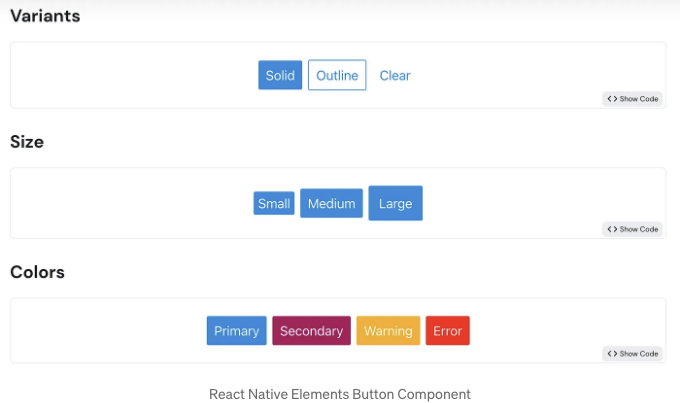 Variants
Solid Outline Clear
<> Show Code
Size
Small Medium Large
<> Show Code
Colors
Primary Secondary Warning Error
<> Show Code
React Native Elements Button Component